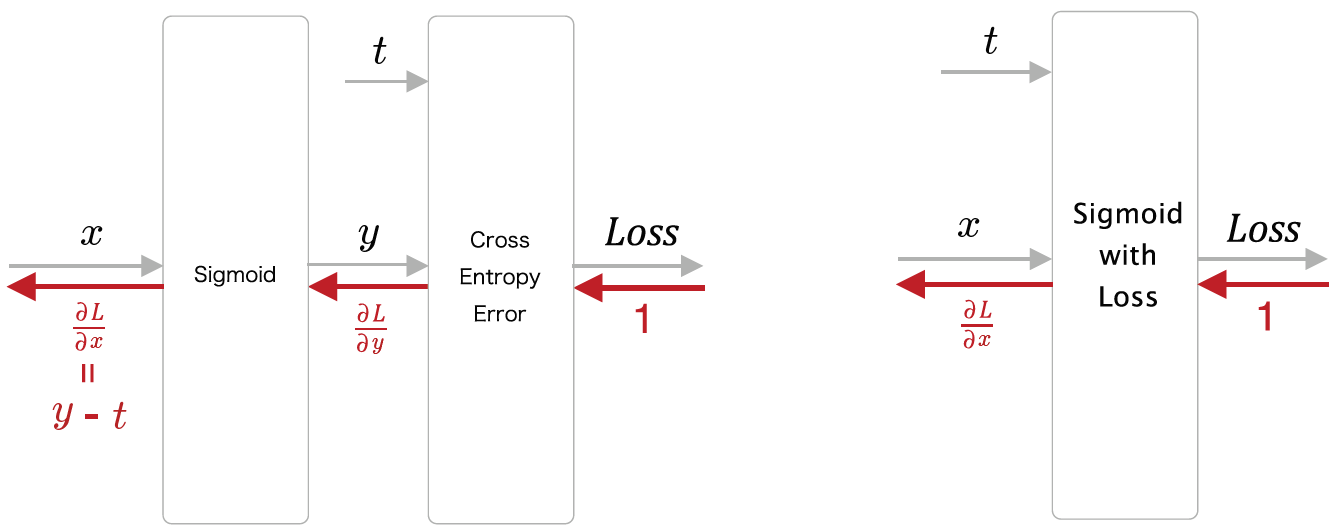 t
x
Sigmoid
y
Cross
Entropy
Error
Loss
∂L
∂x
=
y - t
∂L
∂y
1
t
x
Sigmoid
with
Loss
Loss
∂L
∂x
1